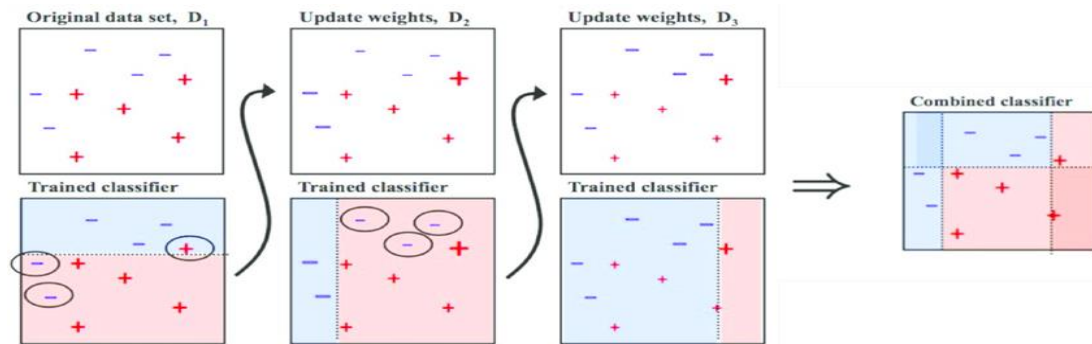 Original data set, D₁
Update weights, D₂
Update weights, D₃
Combined classifier
Trained classifier
Trained classifier
Trained classifier